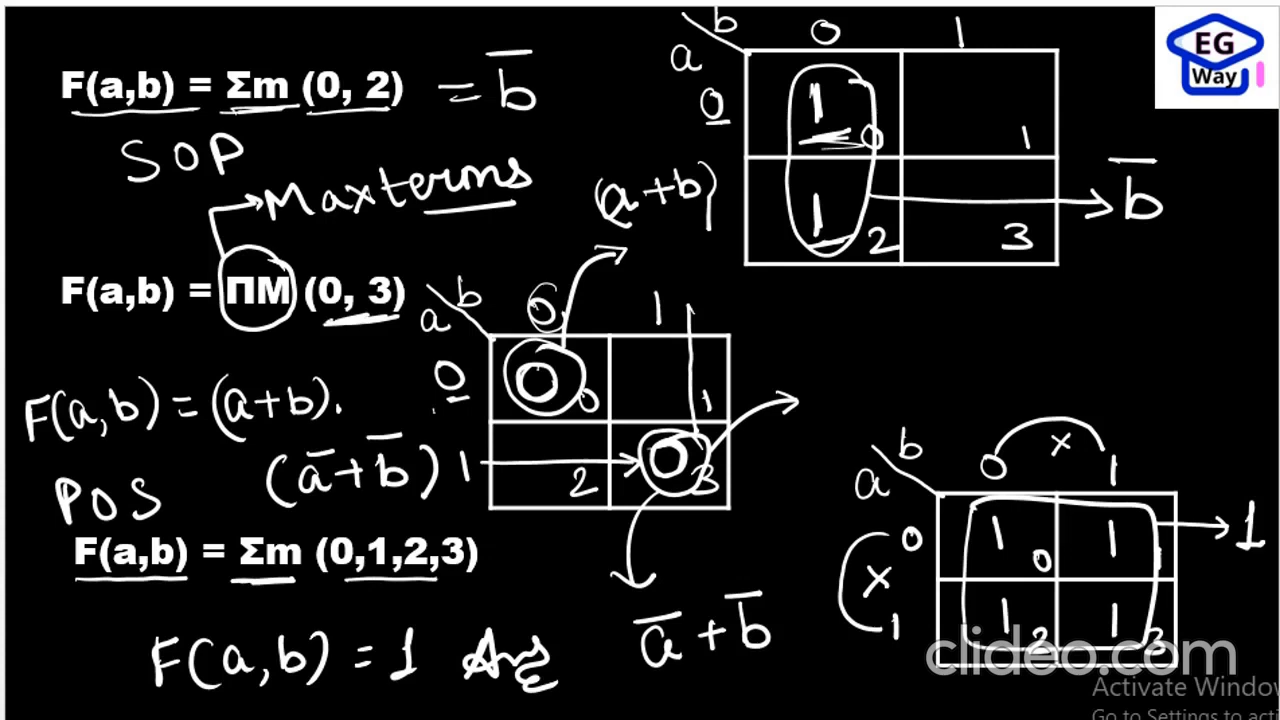 F(a,b) = Σm (0, 2) = b̅
SOP
Maxterms
F(a,b) = ΠM (0, 3)
F(a,b) = (a+b).
(a̅+b̅)
POS
F(a,b) = Σm (0,1,2,3)
F(a,b) = 1 Ans
b
a
0 1
0
1 0
1
1 2
3
b̅
(a+b)
b
a
0 1
0
0 0
1
1
2
0 3
a̅+b̅
b
a
0 x 1
0
x
1
1 0
1 1
1 2
1 3
1
EG
Way
clideo.com
Activate Windo
Go to Settings to acti